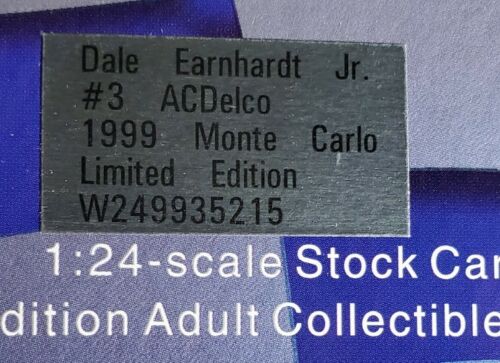 Dale Earnhardt Jr.
#3 ACDelco
1999 Monte Carlo
Limited Edition
W249935215
1:24-scale Stock Car
dition Adult Collectible